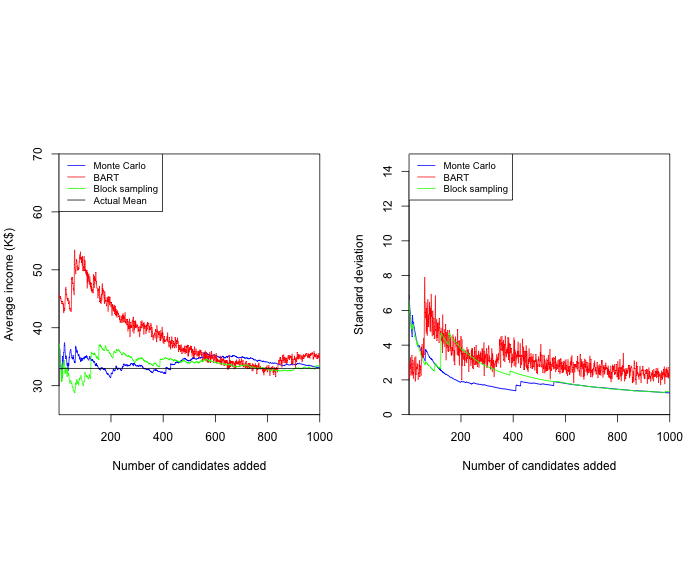 Monte Carlo
BART
Block sampling
Actual Mean
Average income (K$)
30
40
50
60
70
200
400
600
800
1000
Number of candidates added
Monte Carlo
BART
Block sampling
Standard deviation
0
2
4
6
8
10
12
14
200
400
600
800
1000
Number of candidates added